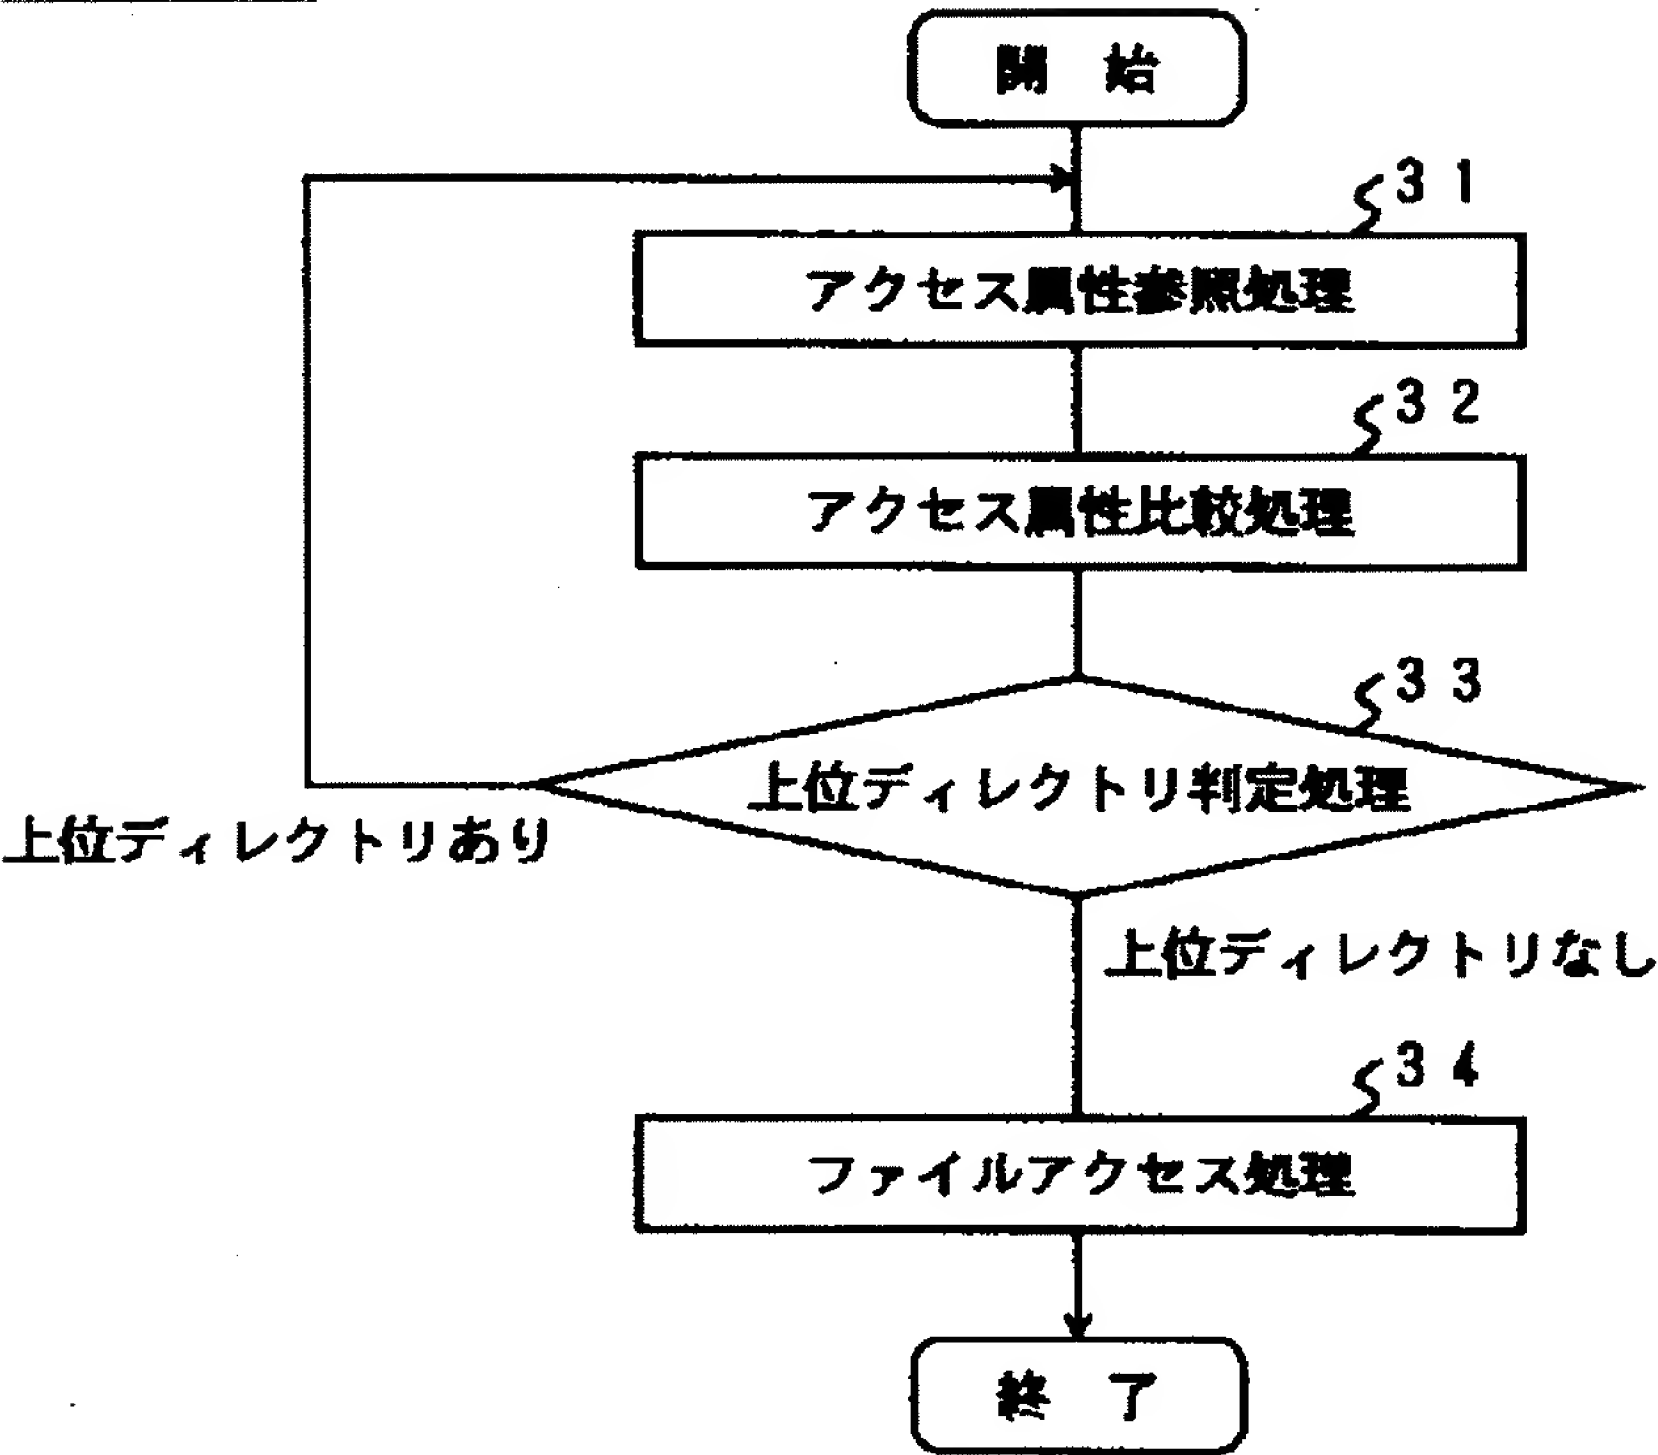 開 始
31
アクセス属性参照処理
32
アクセス属性比較処理
33
上位ディレクトリ判定処理
上位ディレクトリあり
上位ディレクトリなし
34
ファイルアクセス処理
終 了